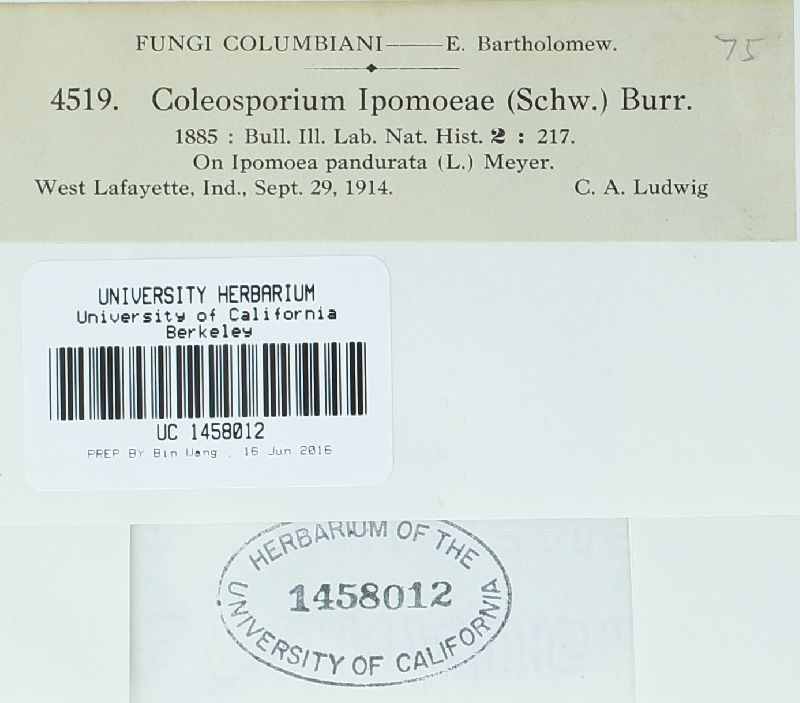 FUNGI COLUMBIANI——E. Bartholomew.
75
4519. Coleosporium Ipomoeae (Schw.) Burr.
1885 : Bull. Ill. Lab. Nat. Hist. 2 : 217.
On Ipomoea pandurata (L.) Meyer.
West Lafayette, Ind., Sept. 29, 1914. C. A. Ludwig
UNIVERSITY HERBARIUM
University of California
Berkeley
UC 1458012
PREP BY Bin Wang , 16 Jun 2016
HERBARIUM OF THE
1458012
UNIVERSITY OF CALIFORNIA